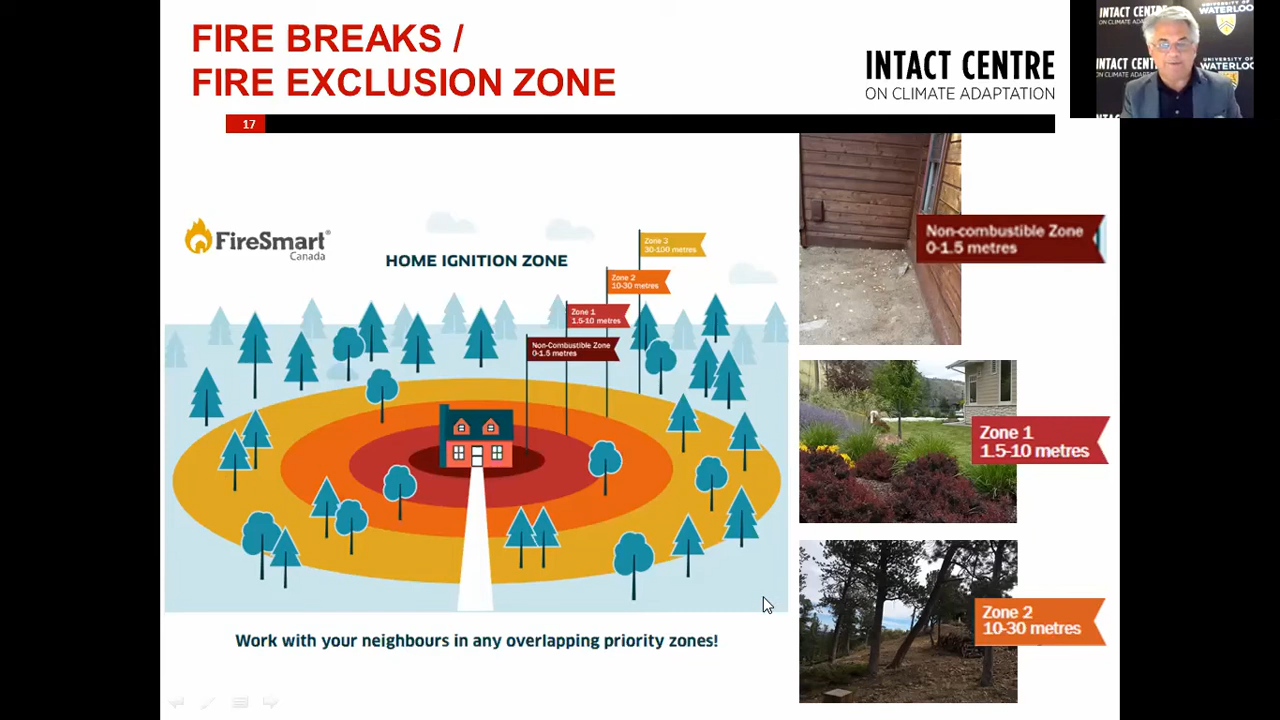 FIRE BREAKS /
FIRE EXCLUSION ZONE
INTACT CENTRE
ON CLIMATE ADAPTATION
INTACT CENTRE
ON CLIMATE ADAPTATION
UNIVERSITY OF
WATERLOO
17
FireSmart®
Canada
HOME IGNITION ZONE
Zone 3
30-100 metres
Zone 2
10-30 metres
Zone 1
1.5-10 metres
Non-Combustible Zone
0-1.5 metres
Work with your neighbours in any overlapping priority zones!
Non-combustible Zone
0-1.5 metres
Zone 1
1.5-10 metres
Zone 2
10-30 metres